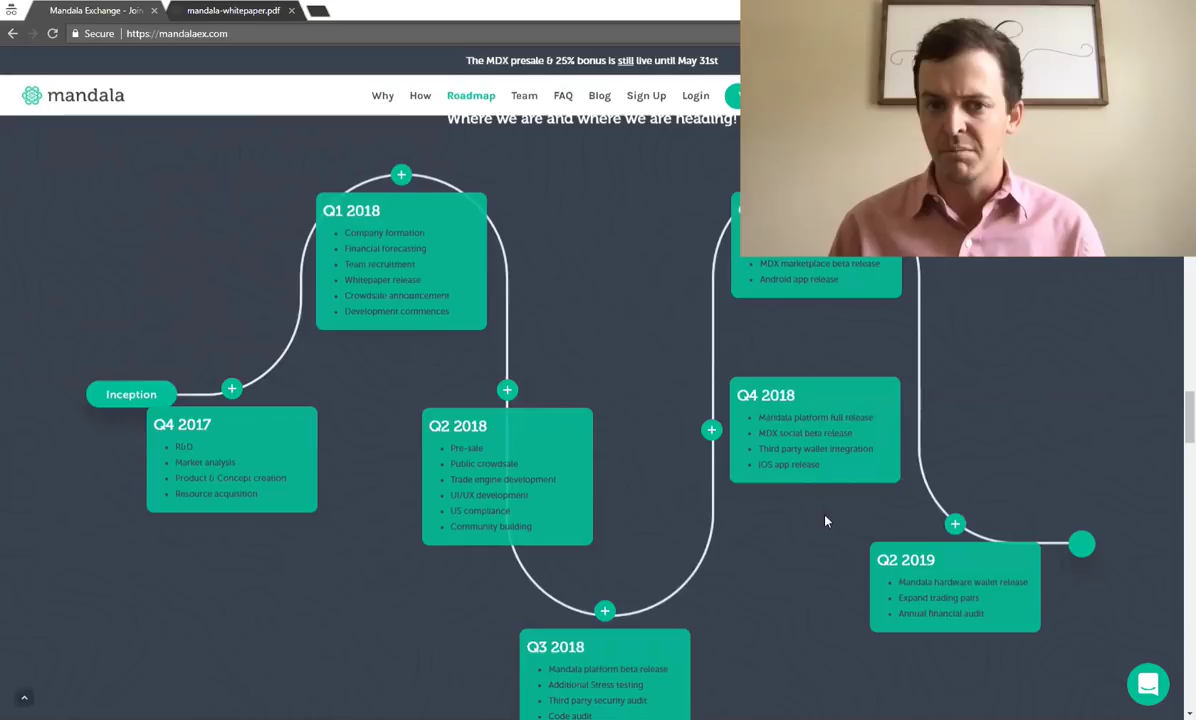 Mandala Exchange - Join
mandala-whitepaper.pdf
Secure
https://mandalaex.com
The MDX presale & 25% bonus is still live until May 31st
mandala
Why
How
Roadmap
Team
FAQ
Blog
Sign Up
Login
Where we are and where we are heading!
Q1 2018
Company formation
Financial forecasting
Team recruitment
Whitepaper release
Crowdsale announcement
Development commences
MDX marketplace beta release
Android app release
Inception
Q4 2017
R&D
Market analysis
Product & Concept creation
Resource acquisition
Q2 2018
Pre-sale
Public crowdsale
Trade engine development
UI/UX development
US compliance
Community building
Q4 2018
Mandala platform full release
MDX social beta release
Third party wallet integration
iOS app release
Q2 2019
Mandala hardware wallet release
Expand trading pairs
Annual financial audit
Q3 2018
Mandala platform beta release
Additional Stress testing
Third party security audit
Code audit